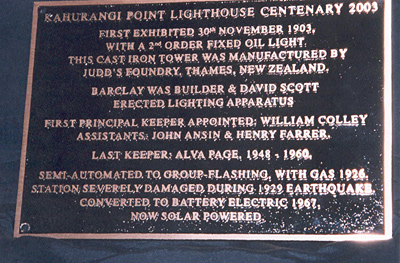 KAHURANGI POINT LIGHTHOUSE CENTENARY 2003
FIRST EXHIBITED 30th NOVEMBER 1903,
WITH A 2nd ORDER FIXED OIL LIGHT.
THIS CAST IRON TOWER WAS MANUFACTURED BY
JUDD'S FOUNDRY, THAMES, NEW ZEALAND.
BARCLAY WAS BUILDER & DAVID SCOTT
ERECTED LIGHTING APPARATUS
FIRST PRINCIPAL KEEPER APPOINTED: WILLIAM COLLEY
ASSISTANTS: JOHN ANSIN & HENRY FARRER.
LAST KEEPER: ALVA PAGE, 1948 - 1960.
SEMI-AUTOMATED TO GROUP-FLASHING, WITH GAS 1926.
STATION SEVERELY DAMAGED DURING 1929 EARTHQUAKE.
CONVERTED TO BATTERY ELECTRIC 1967.
NOW SOLAR POWERED.